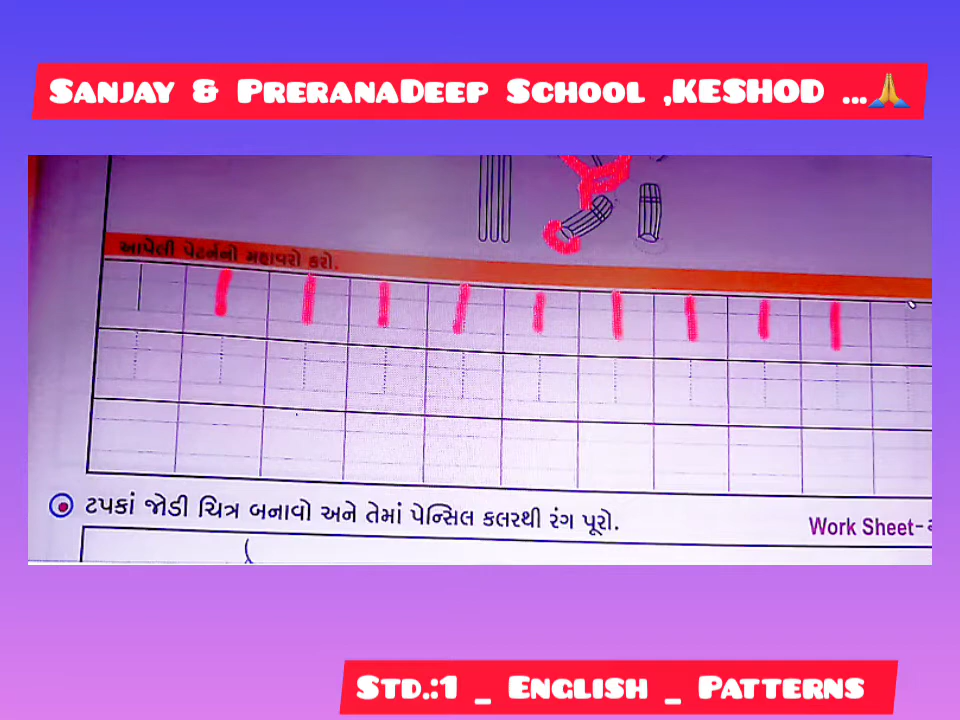 SANJAY & PRERANADEEP SCHOOL ,KESHOD ...🙏
આપેલી પેટર્નનો મહાવરો કરો.
ટપકાં જોડી ચિત્ર બનાવો અને તેમાં પેન્સિલ કલરથી રંગ પૂરો.
Work Sheet-
STD.:1 _ ENGLISH _ PATTERNS